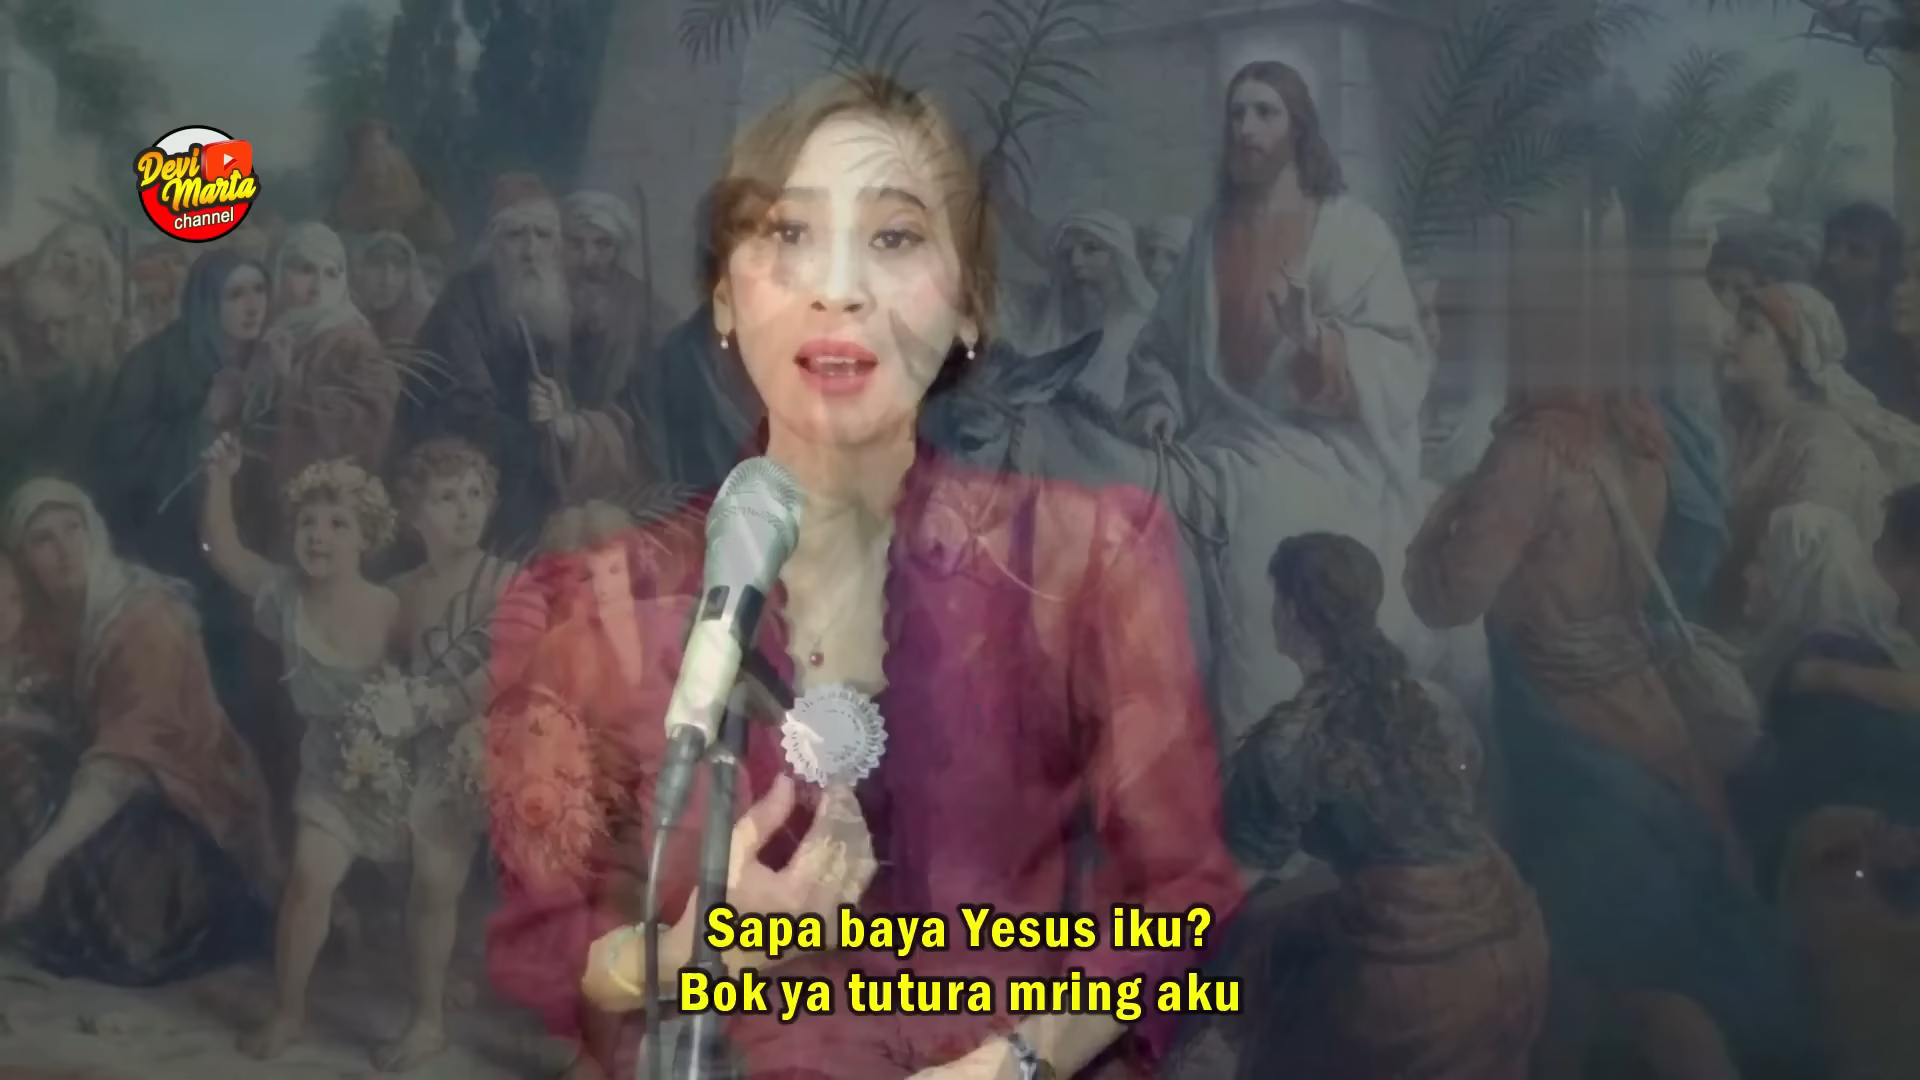 Devi
Marta
channel
Sapa baya Yesus iku?
Bok ya tutura mring aku